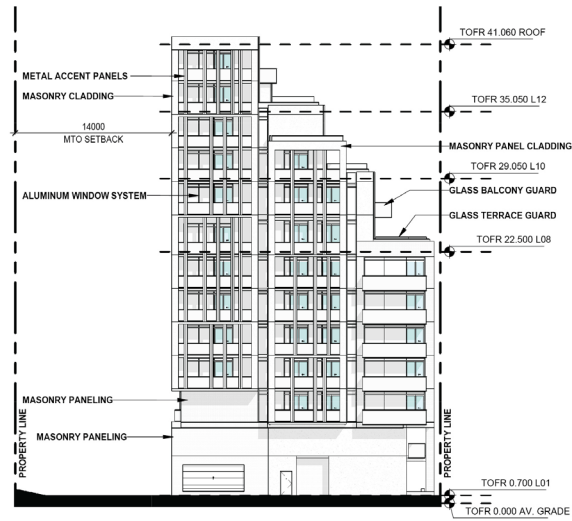 TOFR 41.060 ROOF
METAL ACCENT PANELS
MASONRY CLADDING
TOFR 35.050 L12
14000
MTO SETBACK
MASONRY PANEL CLADDING
TOFR 29.050 L10
ALUMINUM WINDOW SYSTEM
GLASS BALCONY GUARD
GLASS TERRACE GUARD
TOFR 22.500 L08
MASONRY PANELING
MASONRY PANELING
PROPERTY LINE
PROPERTY LINE
TOFR 0.700 L01
TOFR 0.000 AV. GRADE